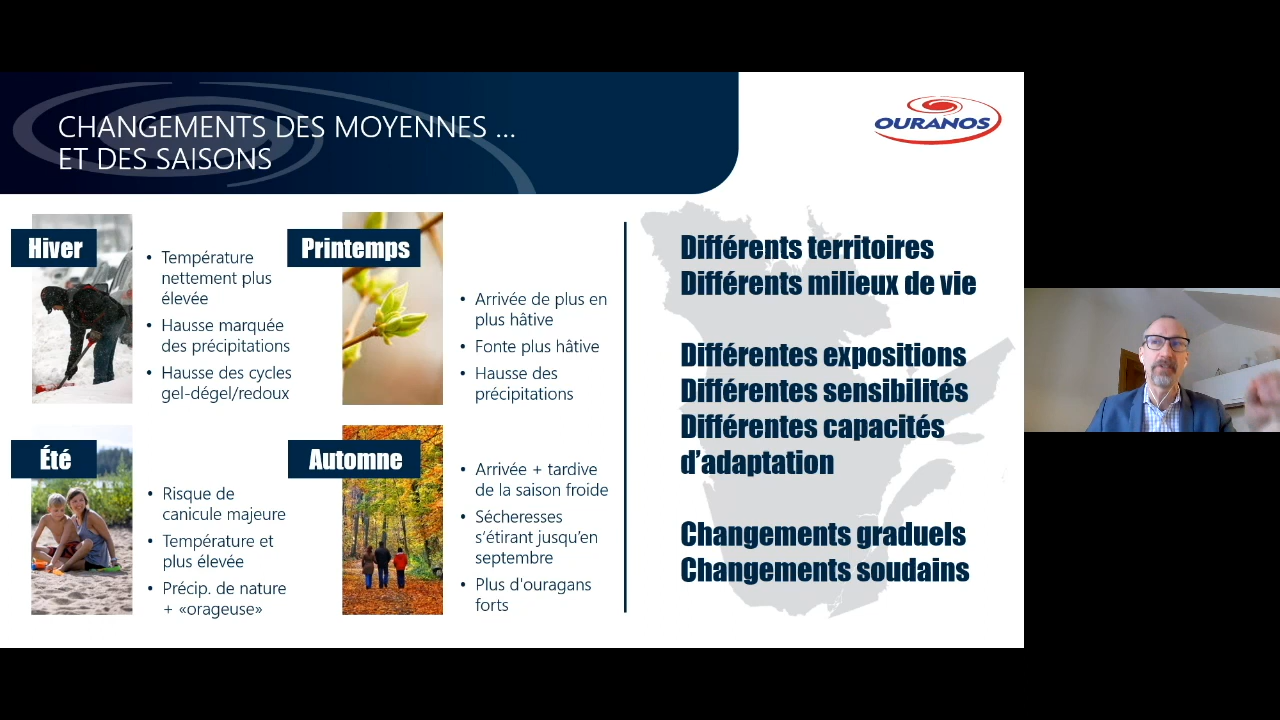 CHANGEMENTS DES MOYENNES ...
ET DES SAISONS
OURANOS
Hiver
• Température
nettement plus
élevée
• Hausse marquée
des précipitations
• Hausse des cycles
gel-dégel/redoux
Printemps
• Arrivée de plus en
plus hâtive
• Fonte plus hâtive
• Hausse des
précipitations
Été
• Risque de
canicule majeure
• Température et
plus élevée
• Précip. de nature
+ «orageuse»
Automne
• Arrivée + tardive
de la saison froide
• Sécheresses
s'étirant jusqu'en
septembre
• Plus d'ouragans
forts
Différents territoires
Différents milieux de vie
Différentes expositions
Différentes sensibilités
Différentes capacités
d'adaptation
Changements graduels
Changements soudains